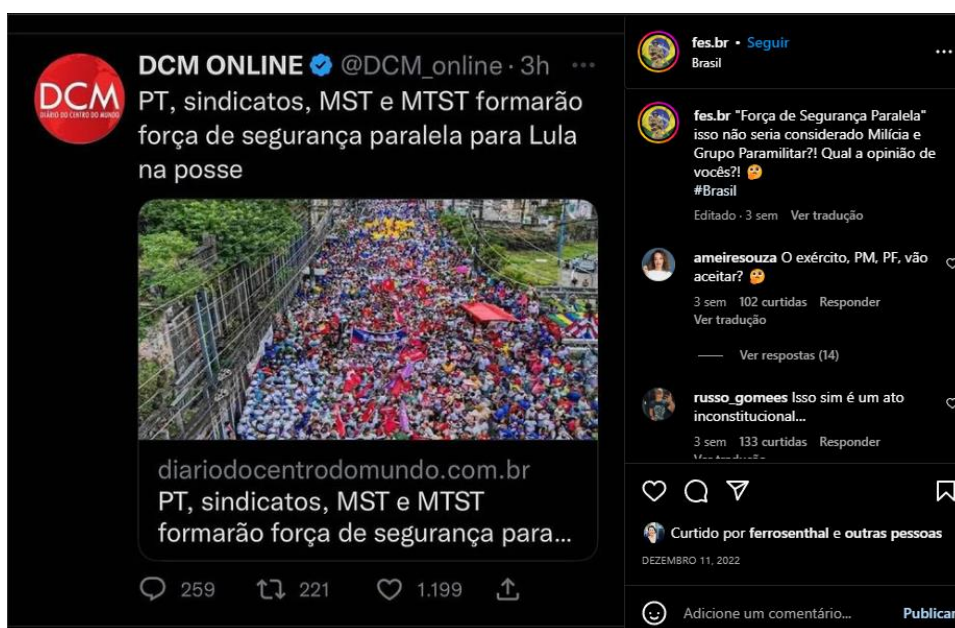 DCM ONLINE @DCM_online · 3h ...
DCM
DIÁRIO DO CENTRO DO MUNDO
PT, sindicatos, MST e MTST formarão
força de segurança paralela para Lula
na posse
diariodocentrodomundo.com.br
PT, sindicatos, MST e MTST
formarão força de segurança para...
259 221 1.199
fes.br • Seguir
Brasil
fes.br "Força de Segurança Paralela"
isso não seria considerado Milícia e
Grupo Paramilitar?! Qual a opinião de
vocês?! 🤔
#Brasil
Editado · 3 sem Ver tradução
ameiresouza O exército, PM, PF, vão
aceitar? 🤔
3 sem 102 curtidas Responder
Ver tradução
Ver respostas (14)
russo_gomees Isso sim é um ato
inconstitucional...
3 sem 133 curtidas Responder
Ver tradução
Curtido por ferrosenthal e outras pessoas
DEZEMBRO 11, 2022
Adicione um comentário... Publicar